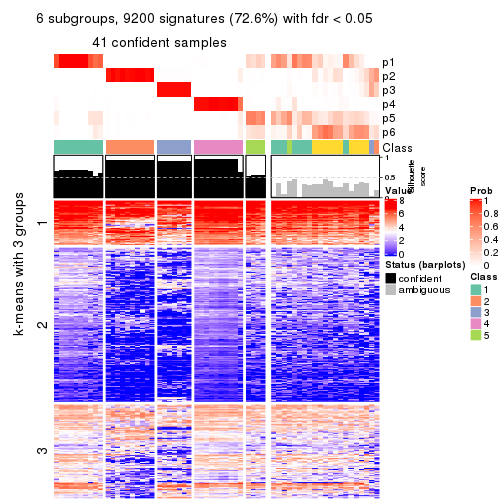 6 subgroups, 9200 signatures (72.6%) with fdr < 0.05
41 confident samples
p1
p2
p3
p4
p5
p6
Class
1
0.5
0
Silhouette
score
k-means with 3 groups
1
2
3
Value
8
6
4
2
0
Status (barplots)
confident
ambiguous
Prob
1
0.8
0.6
0.4
0.2
0
Class
1
2
3
4
5